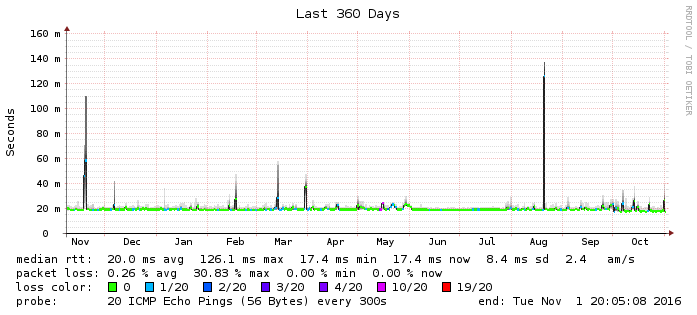 Last 360 Days
RRDTOOL / TOBI OETIKER
Seconds
160 m
140 m
120 m
100 m
80 m
60 m
40 m
20 m
0
Nov Dec Jan Feb Mar Apr May Jun Jul Aug Sep Oct
median rtt: 20.0 ms avg 126.1 ms max 17.4 ms min 17.4 ms now 8.4 ms sd 2.4 am/s
packet loss: 0.26 % avg 30.83 % max 0.00 % min 0.00 % now
loss color: 0 1/20 2/20 3/20 4/20 10/20 19/20
probe: 20 ICMP Echo Pings (56 Bytes) every 300s end: Tue Nov 1 20:05:08 2016